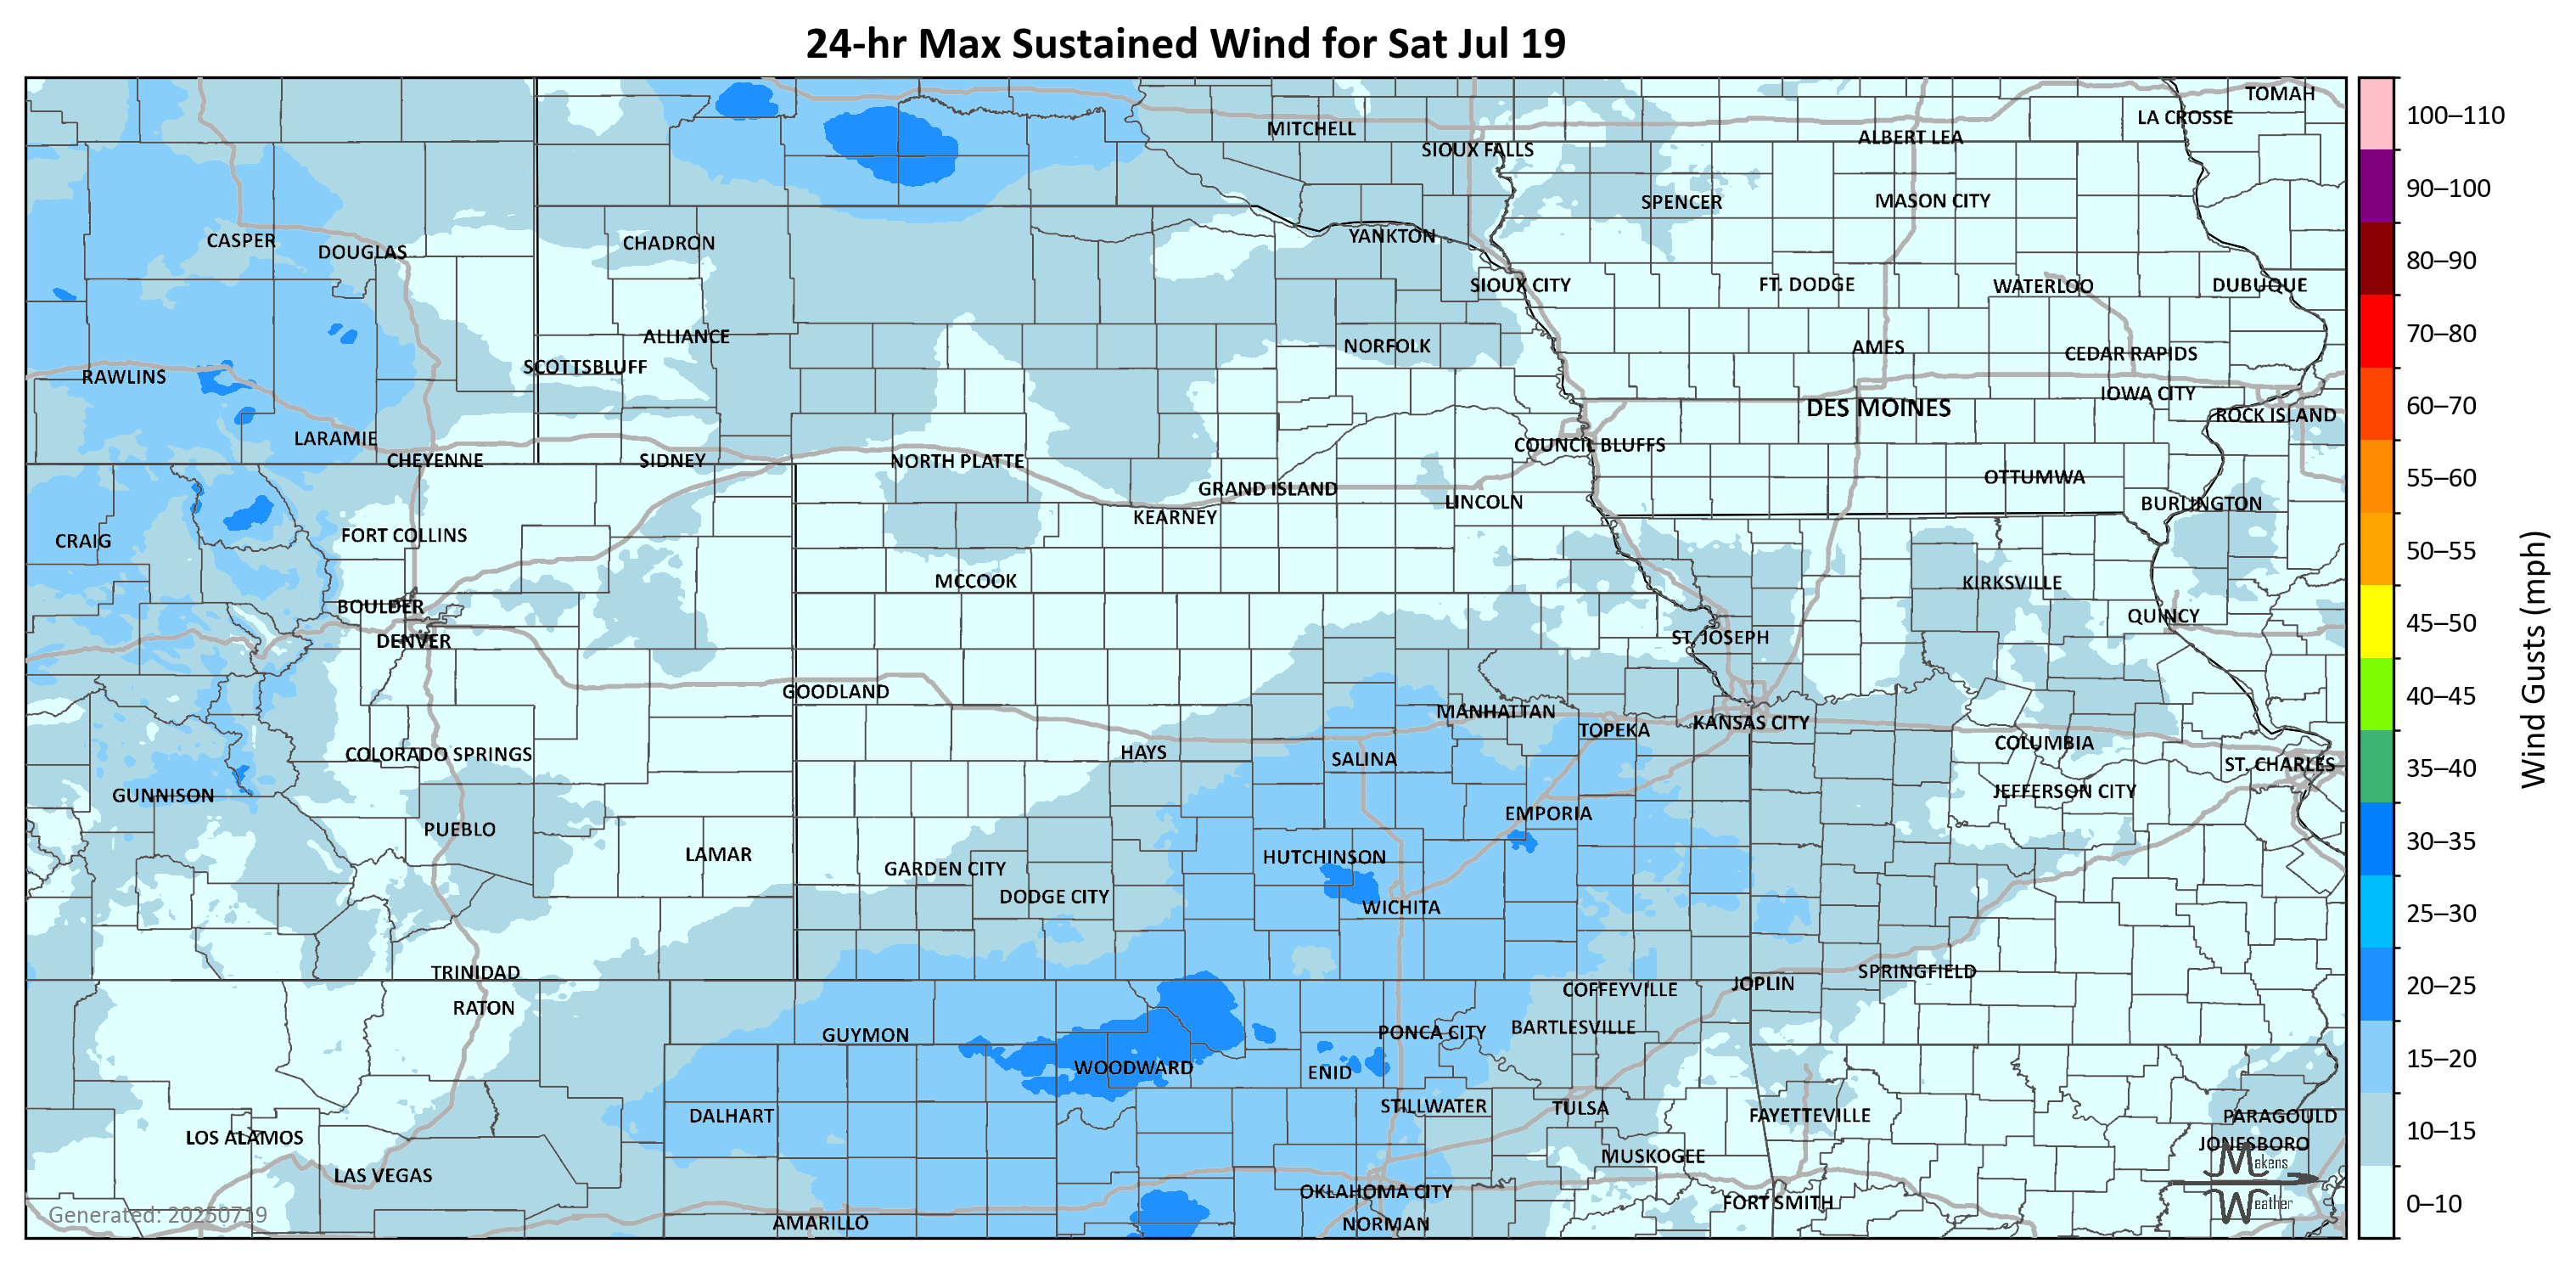 24-hr Max Sustained Wind for Sat Jul 19
TOMAH
LA CROSSE
MITCHELL
ALBERT LEA
SIOUX FALLS
SPENCER
MASON CITY
CASPER
DOUGLAS
CHADRON
YANKTON
SIOUX CITY
FT. DODGE
WATERLOO
DUBUQUE
ALLIANCE
NORFOLK
AMES
CEDAR RAPIDS
SCOTTSBLUFF
RAWLINS
IOWA CITY
DES MOINES
ROCK ISLAND
LARAMIE
COUNCIL BLUFFS
CHEYENNE
SIDNEY
NORTH PLATTE
OTTUMWA
GRAND ISLAND
LINCOLN
BURLINGTON
KEARNEY
FORT COLLINS
CRAIG
MCCOOK
KIRKSVILLE
BOULDER
QUINCY
DENVER
ST. JOSEPH
GOODLAND
MANHATTAN
TOPEKA
KANSAS CITY
COLUMBIA
COLORADO SPRINGS
HAYS
SALINA
ST. CHARLES
GUNNISON
JEFFERSON CITY
EMPORIA
PUEBLO
LAMAR
HUTCHINSON
GARDEN CITY
DODGE CITY
WICHITA
TRINIDAD
SPRINGFIELD
JOPLIN
COFFEYVILLE
RATON
GUYMON
PONCA CITY
BARTLESVILLE
WOODWARD
ENID
STILLWATER
TULSA
DALHART
FAYETTEVILLE
PARAGOULD
LOS ALAMOS
JONESBORO
MUSKOGEE
LAS VEGAS
OKLAHOMA CITY
FORT SMITH
AMARILLO
NORMAN
Generated: 20250719
Makens
Weather
100–110
90–100
80–90
70–80
60–70
55–60
50–55
45–50
40–45
35–40
30–35
25–30
20–25
15–20
10–15
0–10
Wind Gusts (mph)